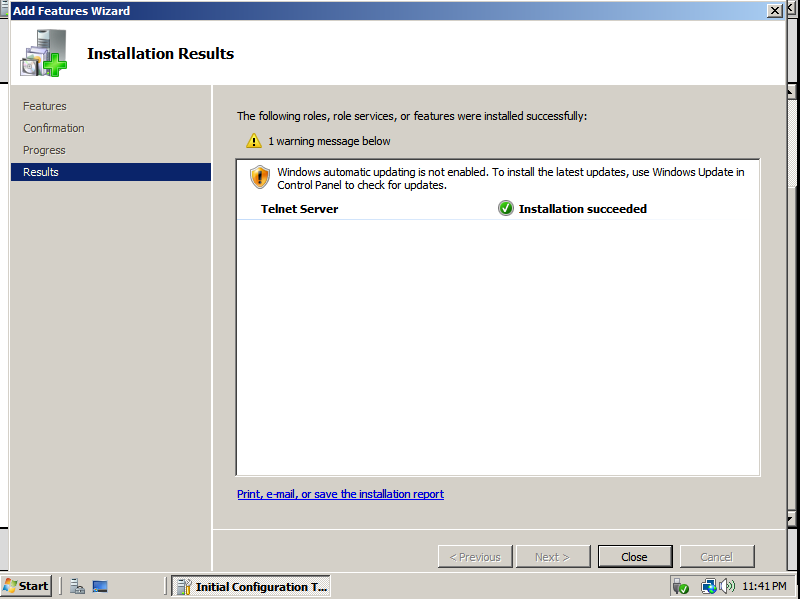 Add Features Wizard
Installation Results
Features
Confirmation
Progress
Results
The following roles, role services, or features were installed successfully:
1 warning message below
Windows automatic updating is not enabled. To install the latest updates, use Windows Update in
Control Panel to check for updates.
Telnet Server
Installation succeeded
Print, e-mail, or save the installation report
< Previous
Next >
Close
Cancel
Start
Initial Configuration T...
11:41 PM